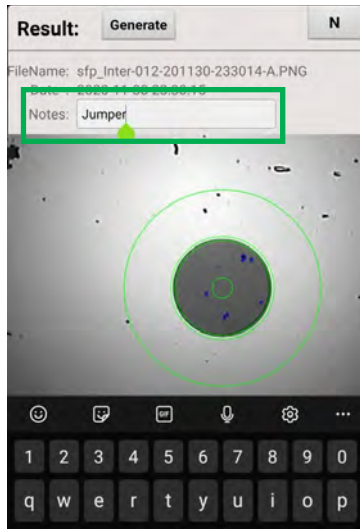 Result: Generate N
FileName: sfp_Inter-012-201130-233014-A.PNG
Notes: Jumper
GIF
1 2 3 4 5 6 7 8 9 0
q w e r t y u i o p